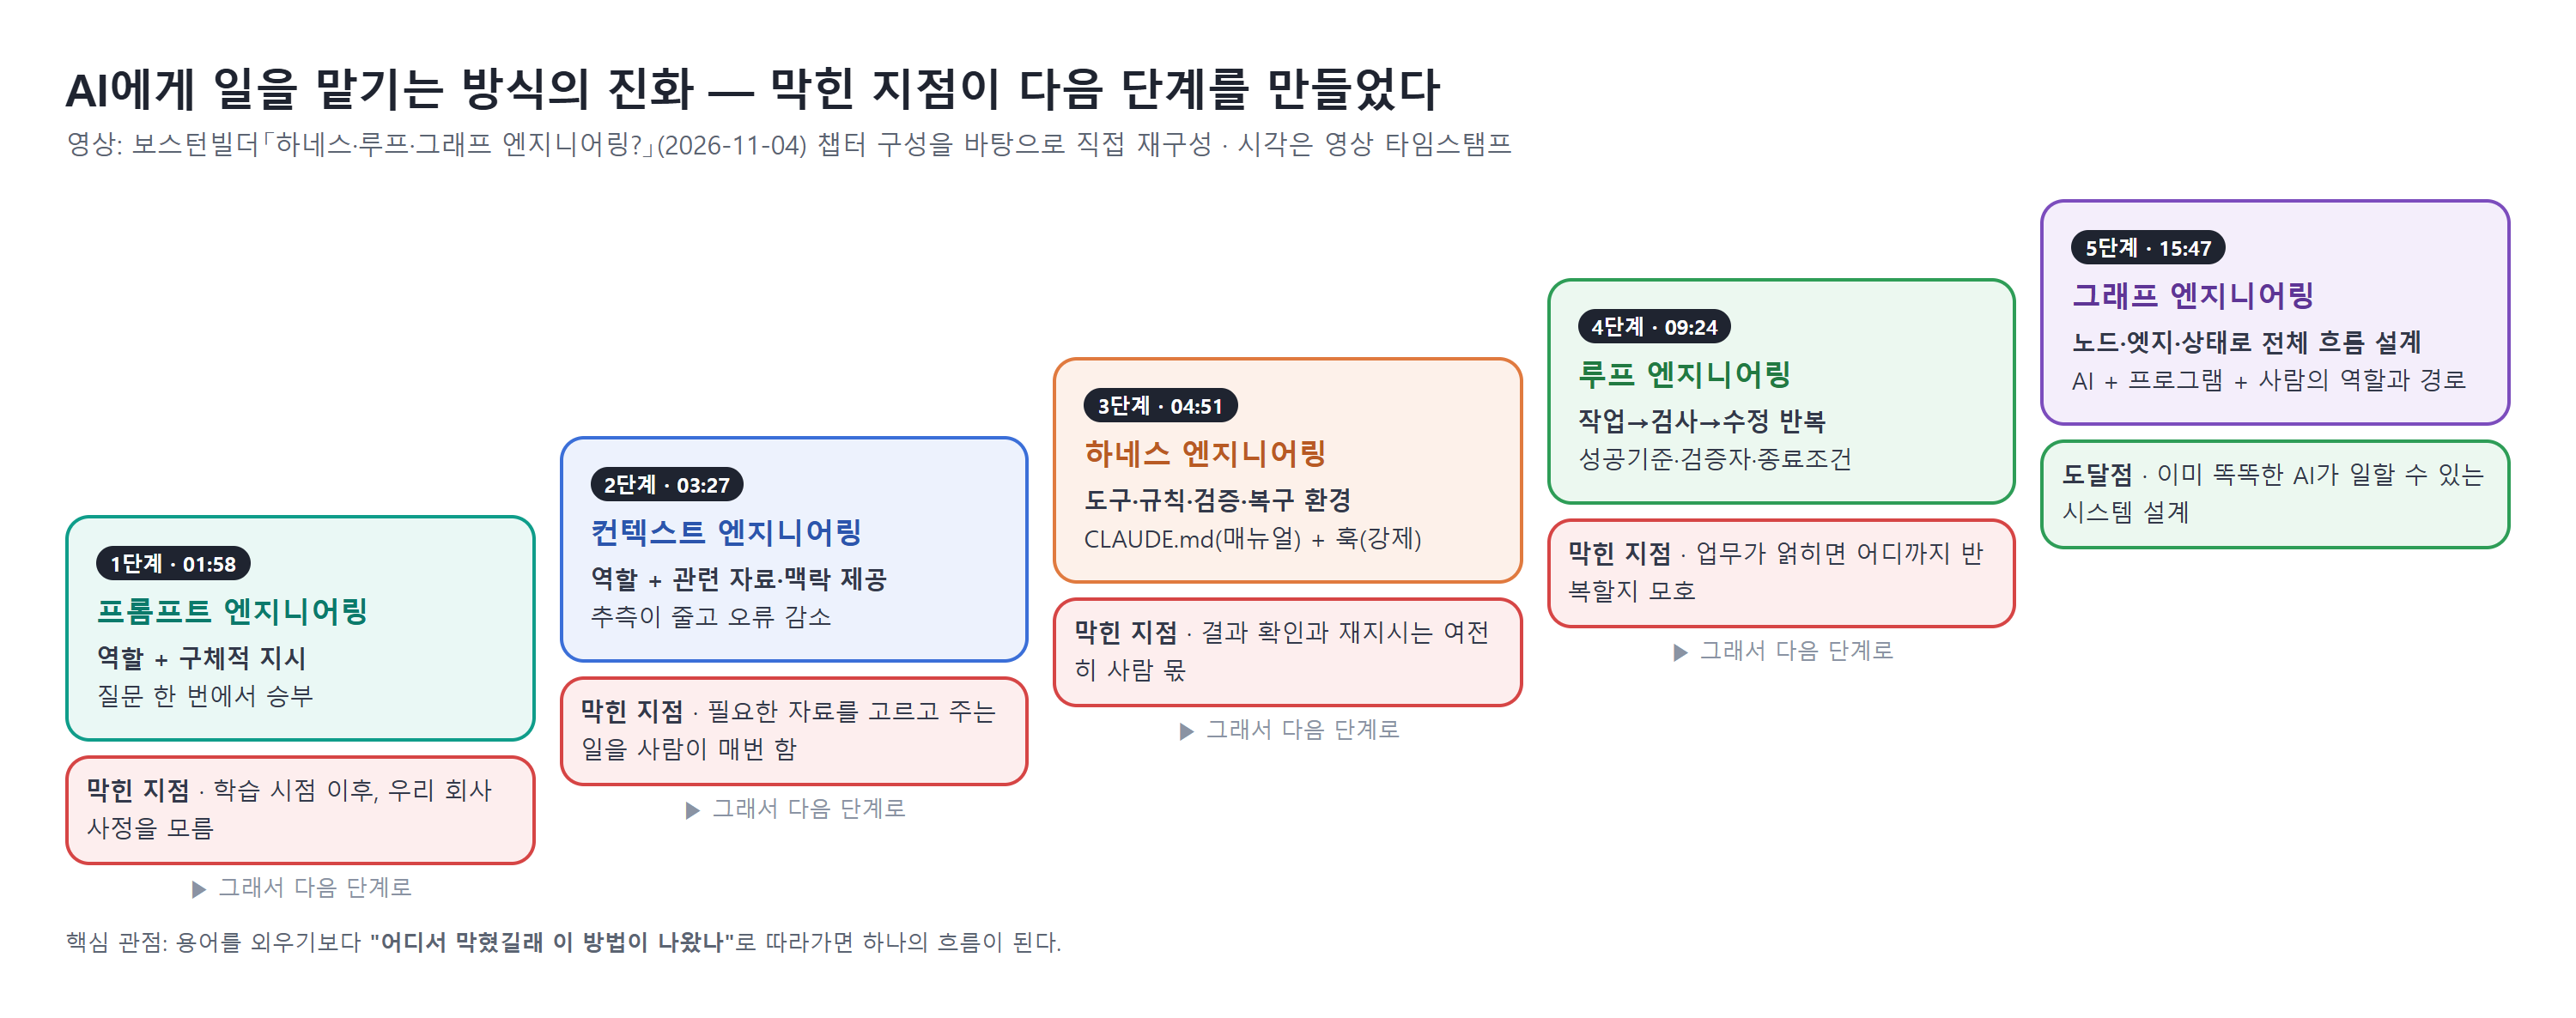 AI에게 일을 맡기는 방식의 진화 — 막힌 지점이 다음 단계를 만들었다
영상: 보스턴빌더「하네스·루프·그래프 엔지니어링?」(2026-11-04) 챕터 구성을 바탕으로 직접 재구성 · 시각은 영상 타임스탬프
1단계 · 01:58
프롬프트 엔지니어링
역할 + 구체적 지시
질문 한 번에서 승부
막힌 지점 · 학습 시점 이후, 우리 회사
사정을 모름
▶ 그래서 다음 단계로
2단계 · 03:27
컨텍스트 엔지니어링
역할 + 관련 자료·맥락 제공
추측이 줄고 오류 감소
막힌 지점 · 필요한 자료를 고르고 주는
일을 사람이 매번 함
▶ 그래서 다음 단계로
3단계 · 04:51
하네스 엔지니어링
도구·규칙·검증·복구 환경
CLAUDE.md(매뉴얼) + 훅(강제)
막힌 지점 · 결과 확인과 재지시는 여전
히 사람 몫
▶ 그래서 다음 단계로
4단계 · 09:24
루프 엔지니어링
작업→검사→수정 반복
성공기준·검증자·종료조건
막힌 지점 · 업무가 얽히면 어디까지 반
복할지 모호
▶ 그래서 다음 단계로
5단계 · 15:47
그래프 엔지니어링
노드·엣지·상태로 전체 흐름 설계
AI + 프로그램 + 사람의 역할과 경로
도달점 · 이미 똑똑한 AI가 일할 수 있는
시스템 설계
핵심 관점: 용어를 외우기보다 "어디서 막혔길래 이 방법이 나왔나"로 따라가면 하나의 흐름이 된다.